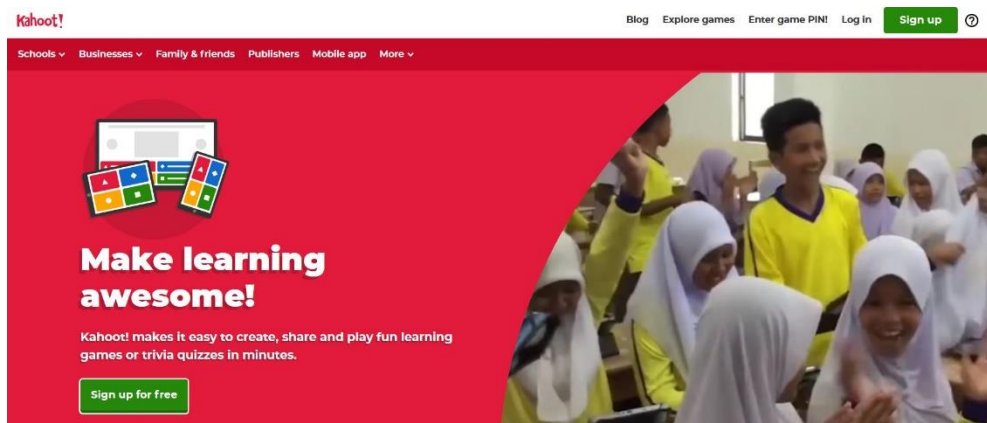 Kahoot!
Blog Explore games Enter game PIN! Log in Sign up
Schools Businesses Family & friends Publishers Mobile app More
Make learning
awesome!
Kahoot! makes it easy to create, share and play fun learning
games or trivia quizzes in minutes.
Sign up for free